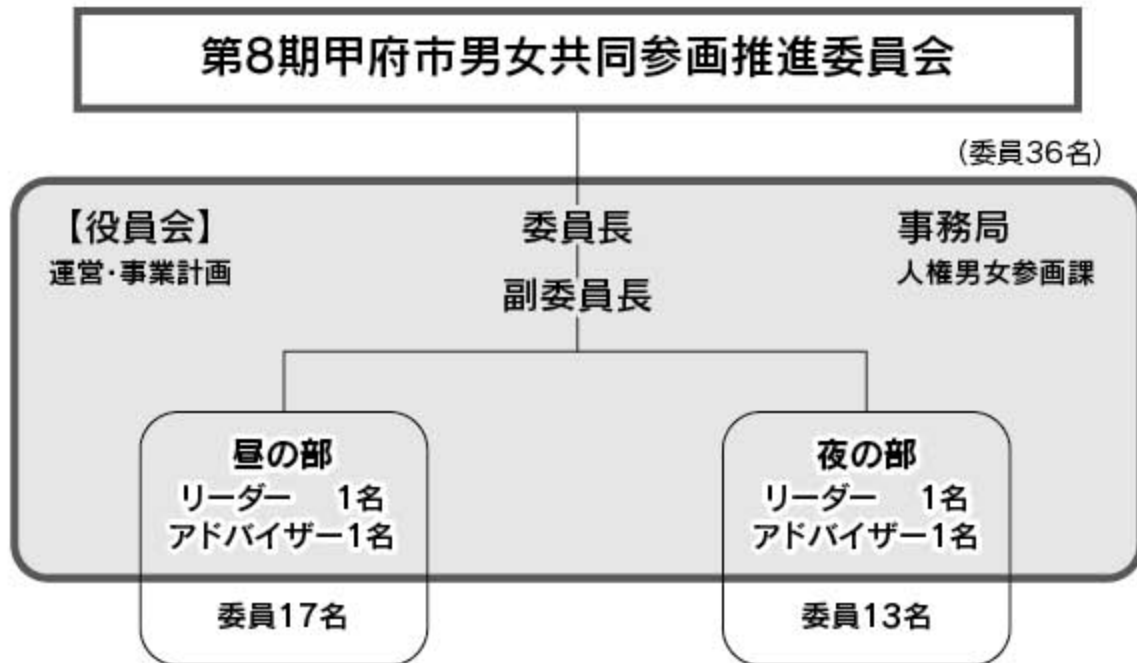 第8期甲府市男女共同参画推進委員会
(委員36名)
【役員会】
運営・事業計画
委員長
副委員長
事務局
人権男女参画課
昼の部
リーダー　1名
アドバイザー1名
委員17名
夜の部
リーダー　1名
アドバイザー1名
委員13名